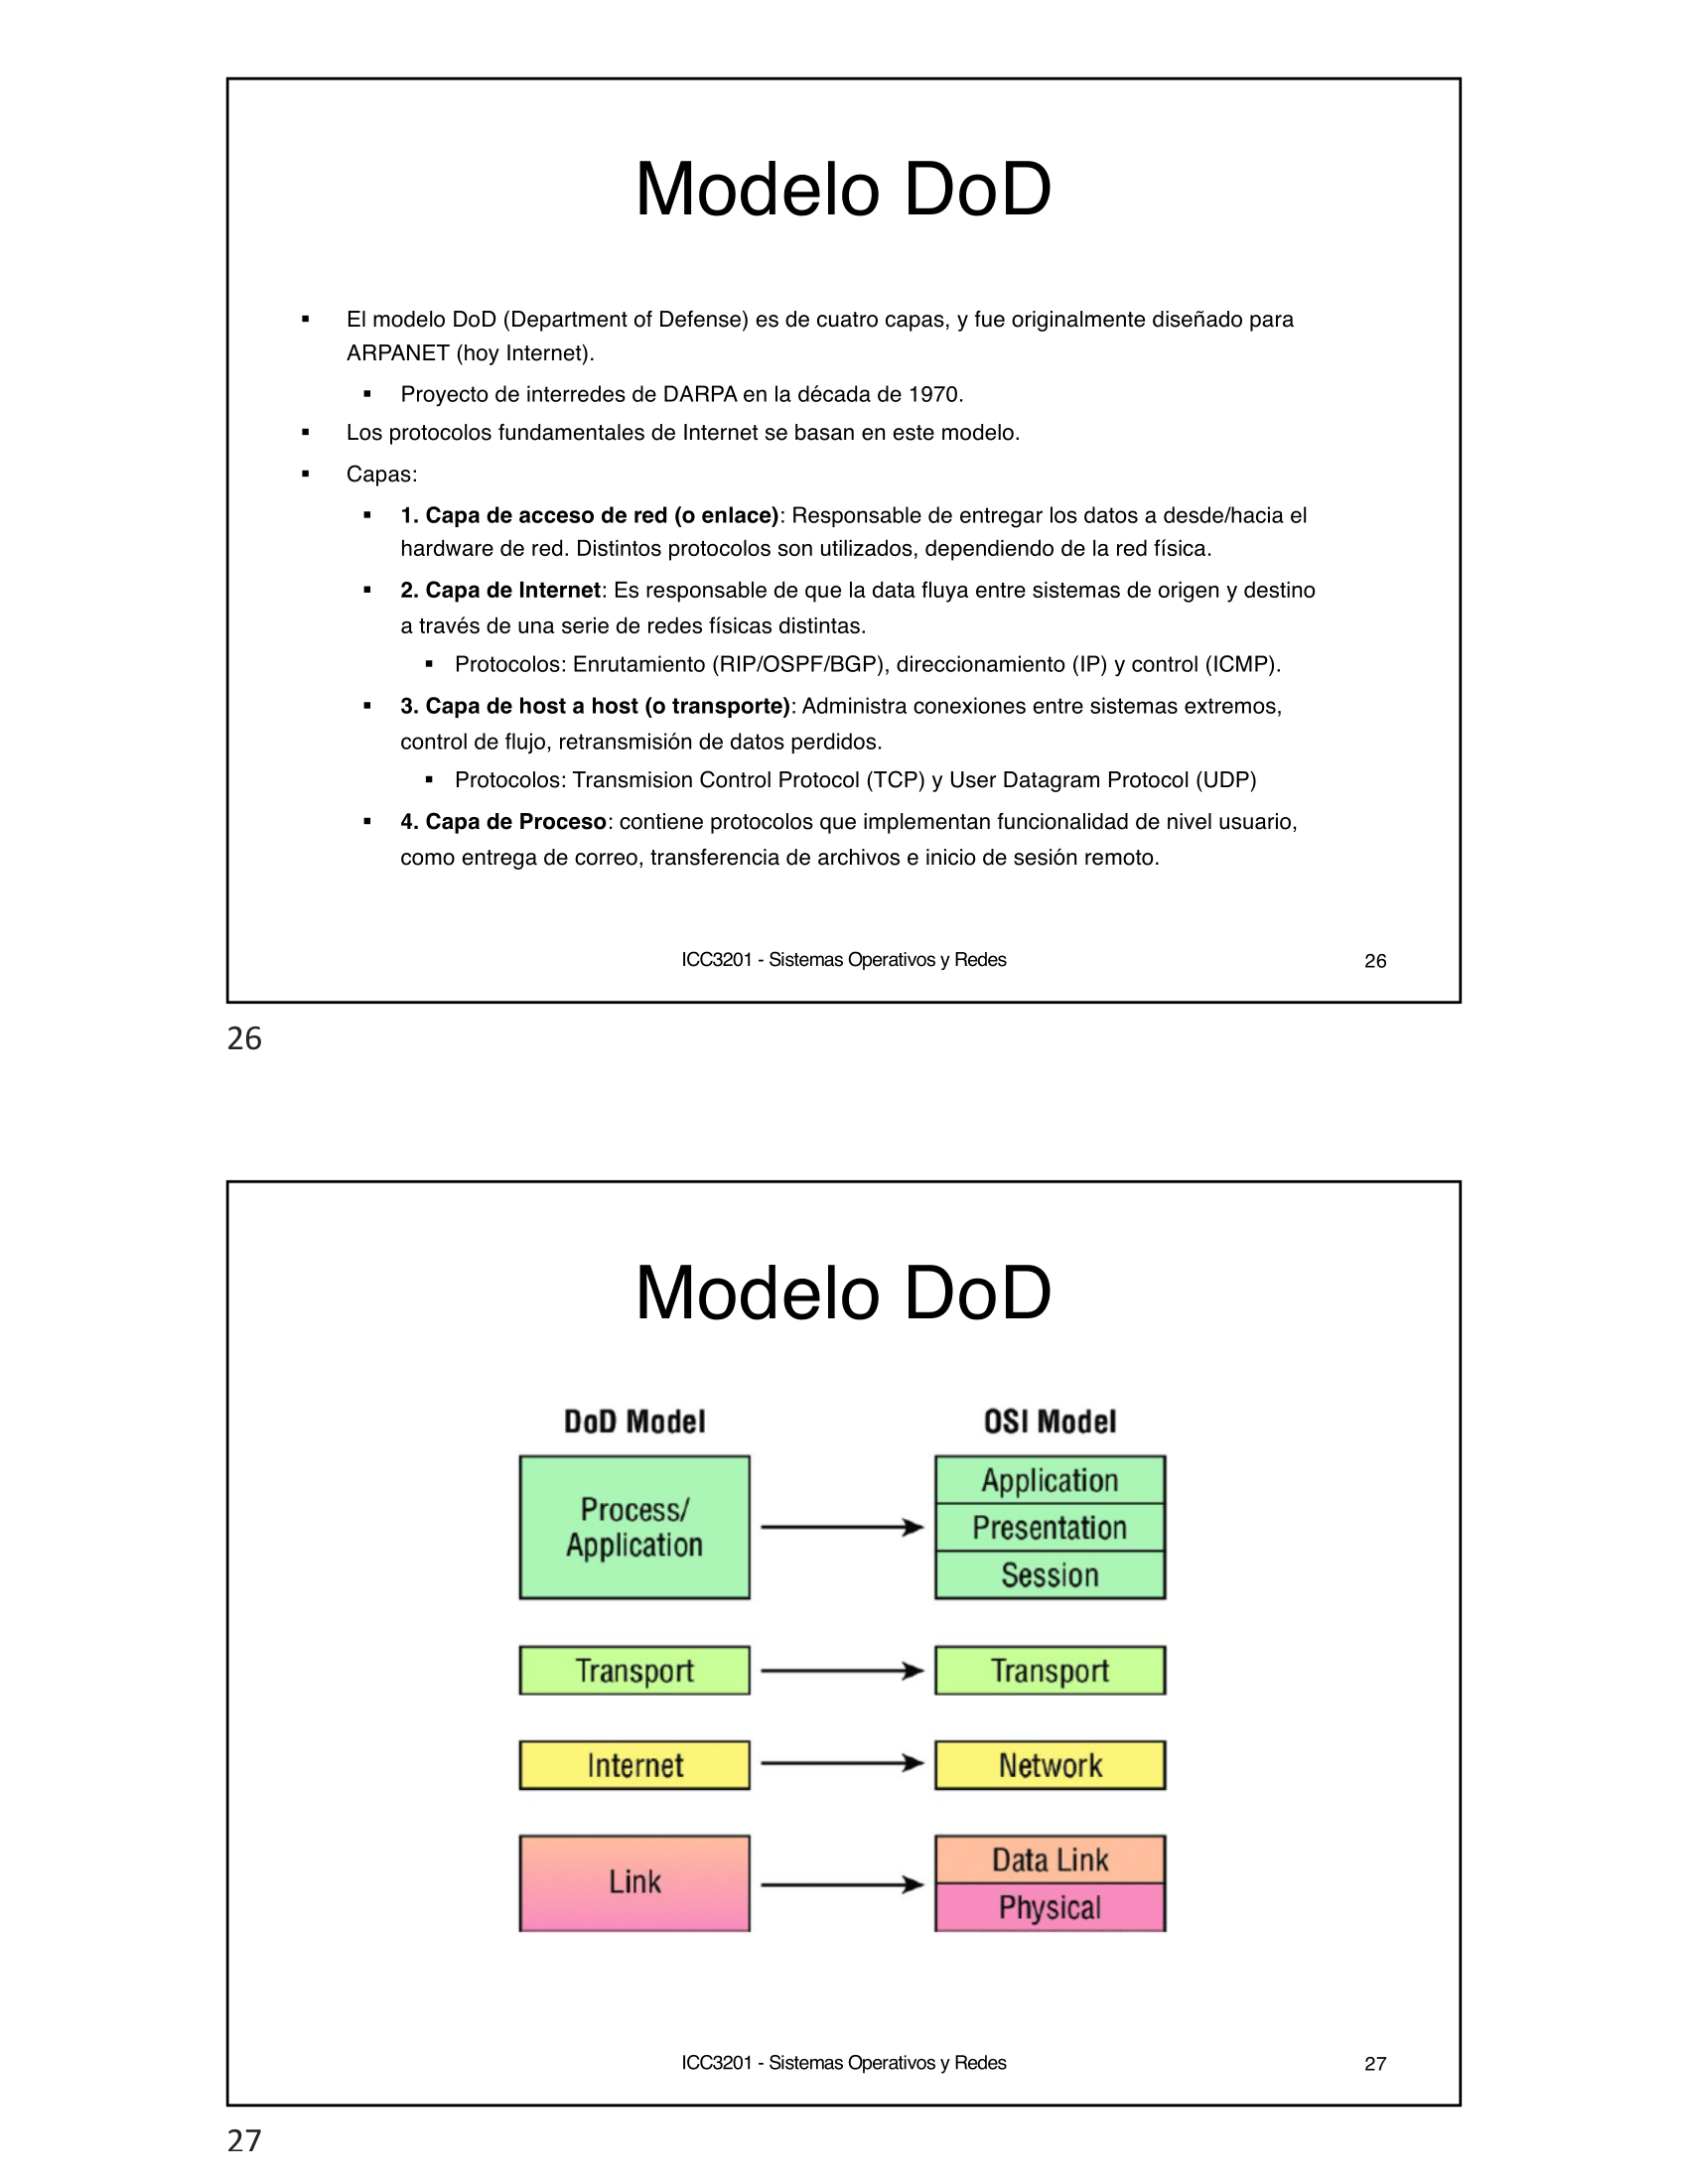 Modelo DoD
▪ El modelo DoD (Department of Defense) es de cuatro capas, y fue originalmente diseñado para
ARPANET (hoy Internet).
▪ Proyecto de interredes de DARPA en la década de 1970.
▪ Los protocolos fundamentales de Internet se basan en este modelo.
▪ Capas:
▪ 1. Capa de acceso de red (o enlace): Responsable de entregar los datos a desde/hacia el
hardware de red. Distintos protocolos son utilizados, dependiendo de la red física.
▪ 2. Capa de Internet: Es responsable de que la data fluya entre sistemas de origen y destino
a través de una serie de redes físicas distintas.
▪ Protocolos: Enrutamiento (RIP/OSPF/BGP), direccionamiento (IP) y control (ICMP).
▪ 3. Capa de host a host (o transporte): Administra conexiones entre sistemas extremos,
control de flujo, retransmisión de datos perdidos.
▪ Protocolos: Transmision Control Protocol (TCP) y User Datagram Protocol (UDP)
▪ 4. Capa de Proceso: contiene protocolos que implementan funcionalidad de nivel usuario,
como entrega de correo, transferencia de archivos e inicio de sesión remoto.
ICC3201 - Sistemas Operativos y Redes 26
26
Modelo DoD
DoD Model
OSI Model
Process/
Application
Application
Presentation
Session
Transport
Transport
Internet
Network
Link
Data Link
Physical
ICC3201 - Sistemas Operativos y Redes 27
27